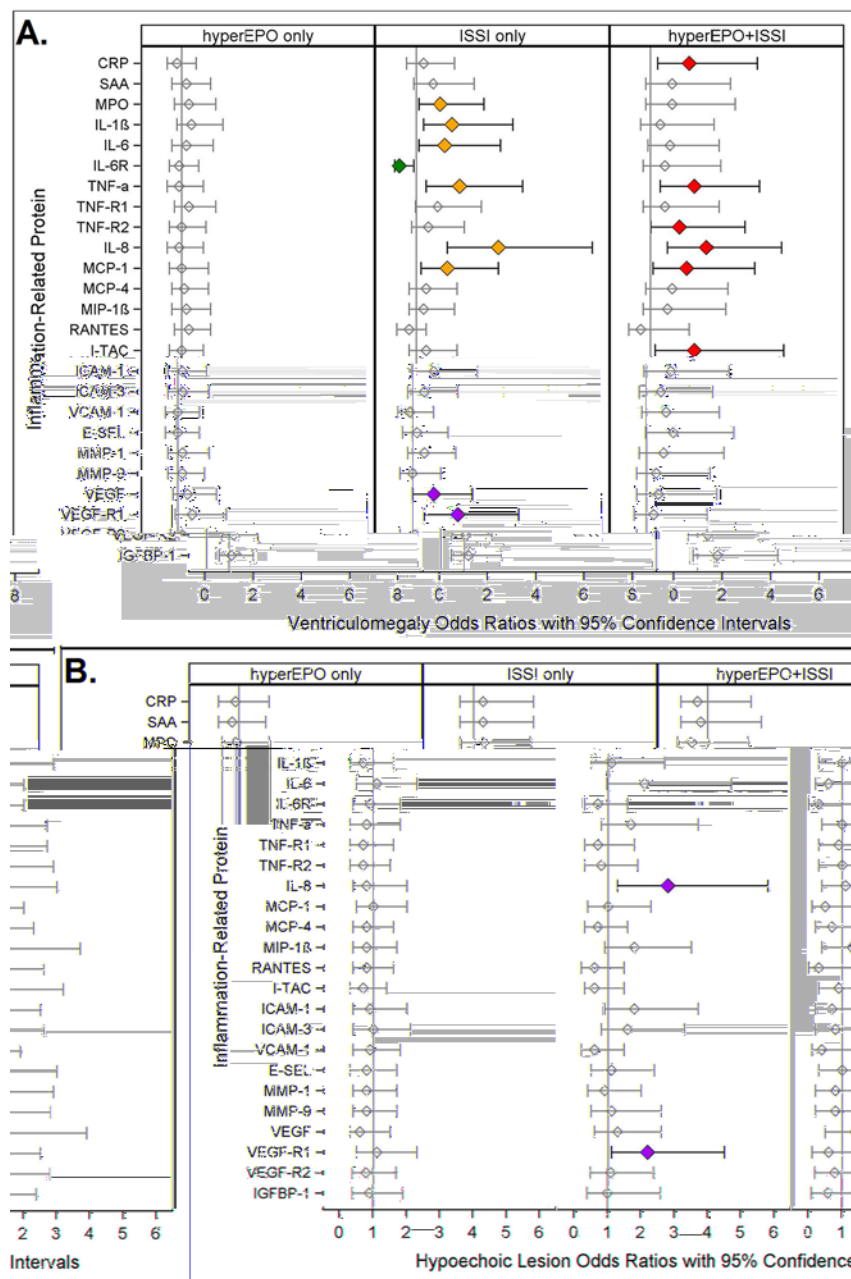 A.
hyperEPO only ISSI only hyperEPO+ISSI
Inflammation-Related Protein
CRP
SAA
MPO
IL-1ß
IL-6
IL-6R
TNF-a
TNF-R1
TNF-R2
IL-8
MCP-1
MCP-4
MIP-1ß
RANTES
I-TAC
ICAM-1
ICAM-3
VCAM-1
E-SEL
MMP-1
MMP-9
VEGF
VEGF-R1
IGFBP-1
8 0 6 8 0 2 6 0 2 6
Ventriculomegaly Odds Ratios with 95% Confidence Intervals
B.
hyperEPO only ISSI only hyperEPO+ISSI
Inflammation-Related Protein
CRP
SAA
MPO
IL-1ß
IL-6
IL-6R
TNF-a
TNF-R1
TNF-R2
IL-8
MCP-1
MCP-4
MIP-1ß
RANTES
I-TAC
ICAM-1
ICAM-3
VCAM-1
E-SEL
MMP-1
MMP-9
VEGF
VEGF-R1
VEGF-R2
IGFBP-1
2 3 4 5 6 0 1 2 3 4 5 6 0 1 2 3 4 5 6 0 1
Intervals Hypoechoic Lesion Odds Ratios with 95% Confidence